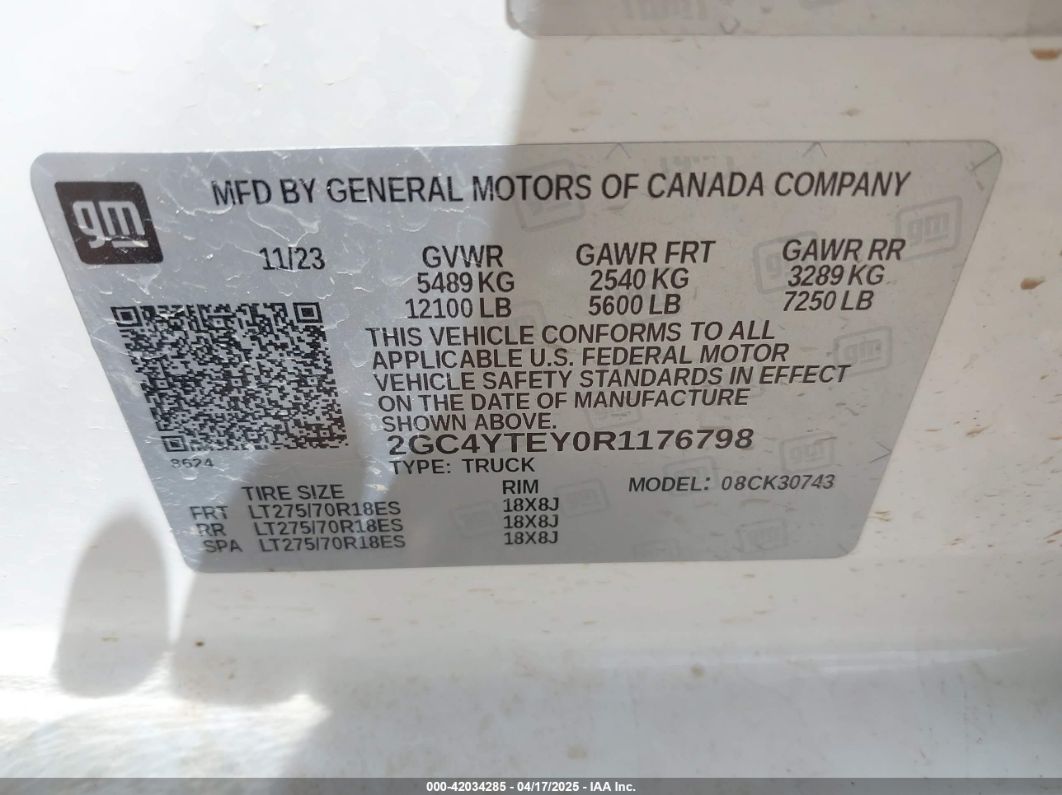 gm
MFD BY GENERAL MOTORS OF CANADA COMPANY
11/23 GVWR GAWR FRT GAWR RR
5489 KG 2540 KG 3289 KG
12100 LB 5600 LB 7250 LB
THIS VEHICLE CONFORMS TO ALL
APPLICABLE U.S. FEDERAL MOTOR
VEHICLE SAFETY STANDARDS IN EFFECT
ON THE DATE OF MANUFACTURE
SHOWN ABOVE.
2GC4YTEY0R1176798
8624
TYPE: TRUCK
MODEL: 08CK30743
TIRE SIZE RIM
FRT LT275/70R18ES 18X8J
RR LT275/70R18ES 18X8J
SPA LT275/70R18ES 18X8J
000-42034285 - 04/17/2025 - IAA Inc.